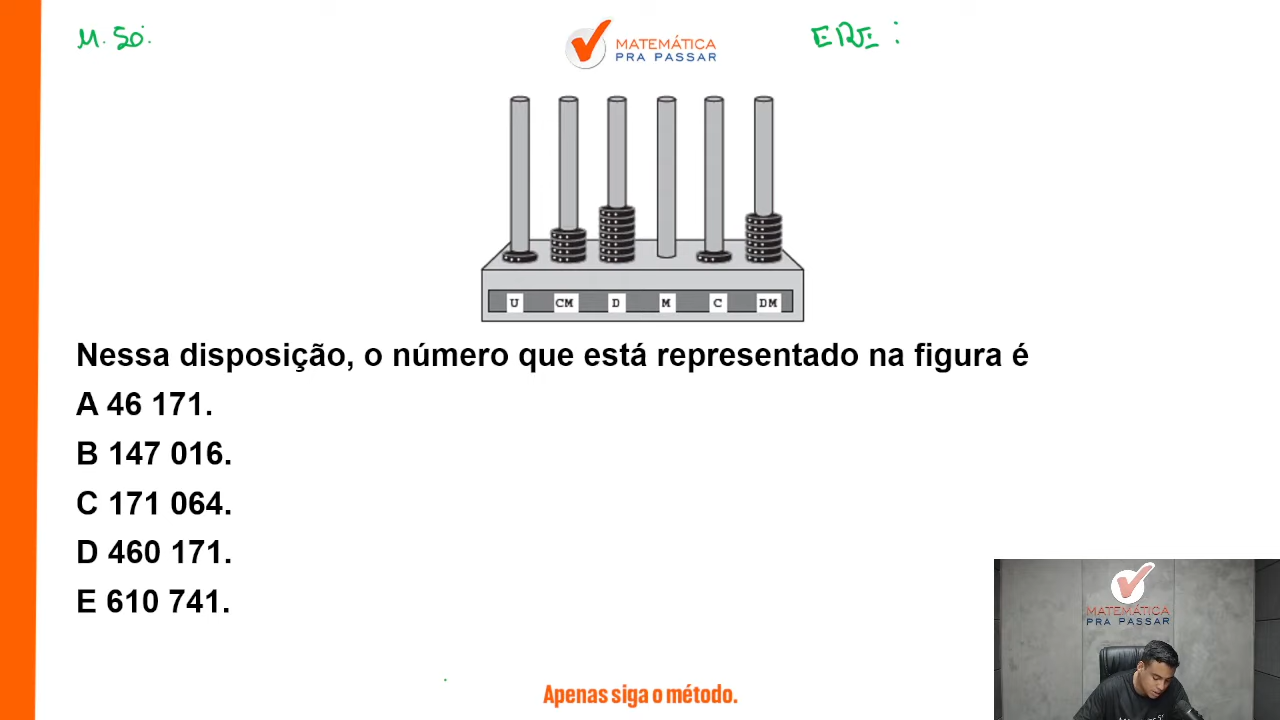 M. So:
ERE:
MATEMÁTICA
PRA PASSAR
U CM D M C DM
Nessa disposição, o número que está representado na figura é
A 46 171.
B 147 016.
C 171 064.
D 460 171.
E 610 741.
MATEMÁTICA
PRA PASSAR
Apenas siga o método.